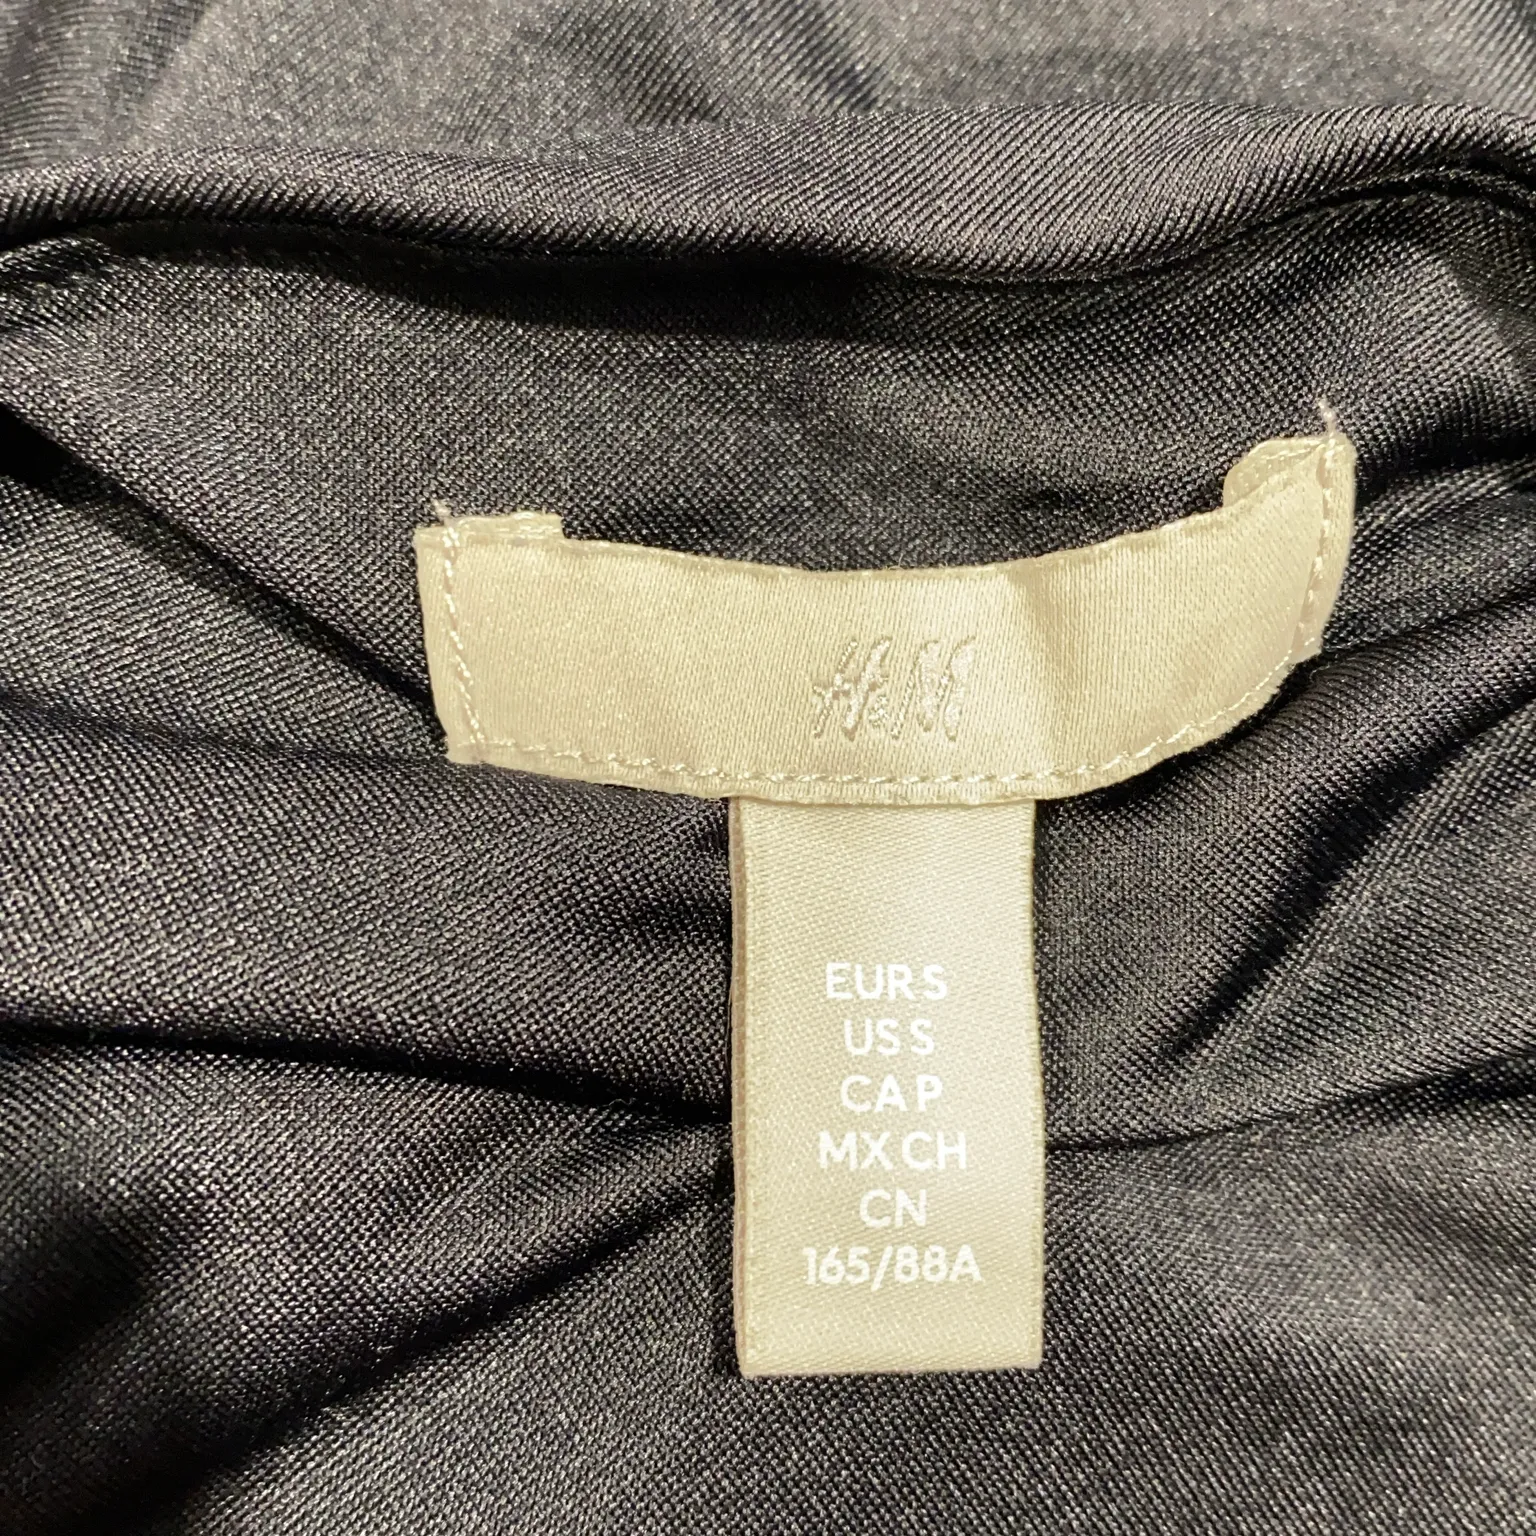 H&M
EUR S
US S
CA P
MX CH
CN
165/88A